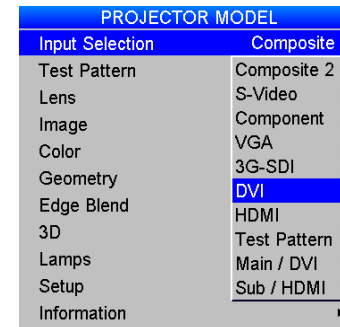 PROJECTOR MODEL
Input Selection Composite
Test Pattern Composite 2
Lens S-Video
Image Component
Color VGA
Geometry 3G-SDI
Edge Blend DVI
3D HDMI
Lamps Test Pattern
Setup Main / DVI
Information Sub / HDMI